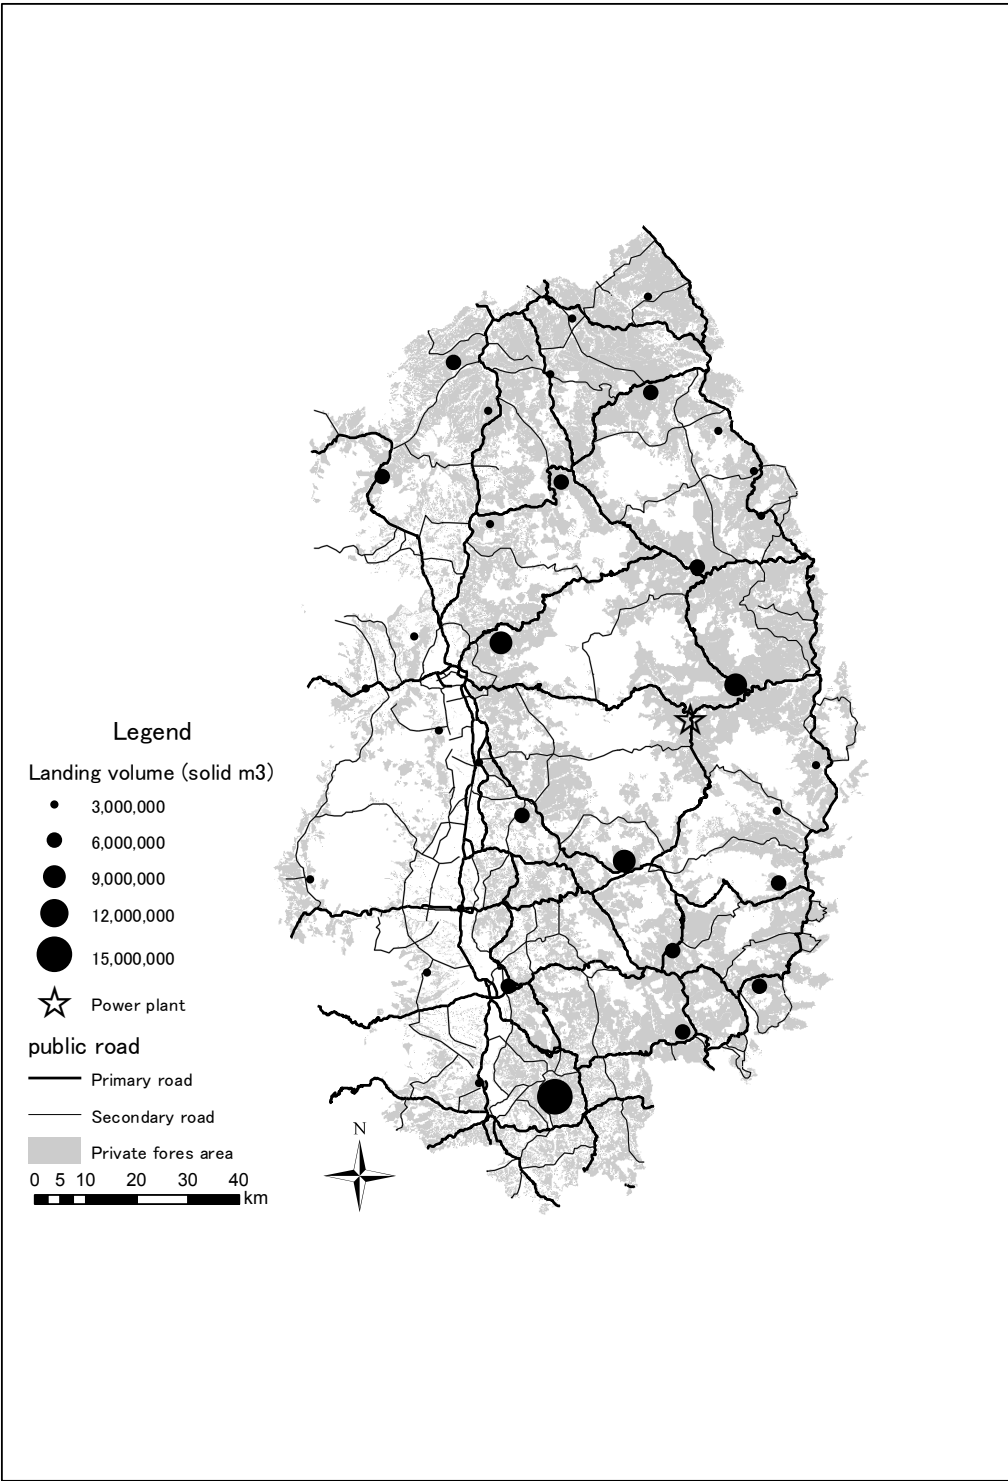 N
Legend
Landing volume (solid m3)
3,000,000
6,000,000
9,000,000
12,000,000
15,000,000
Power plant
public road
Primary road
Secondary road
Private fores area
0 5 10 20 30 40
km